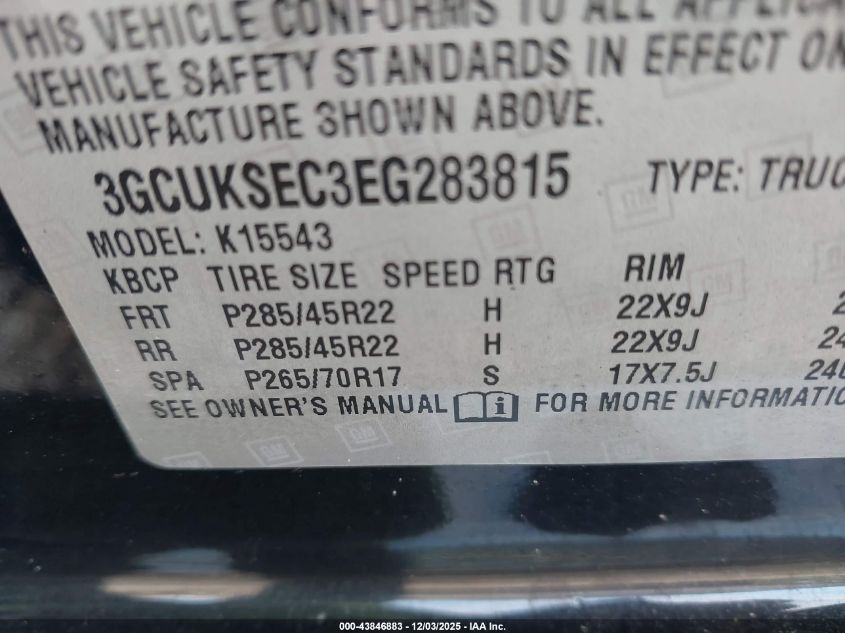 THIS VEHICLE CONFORMS TO ALL
VEHICLE SAFETY STANDARDS IN EFFECT ON
MANUFACTURE SHOWN ABOVE.
3GCUKSEC3EG283815 TYPE:
MODEL: K15543
KBCP TIRE SIZE SPEED RTG RIM
FRT P285/45R22 H 22X9J
RR P285/45R22 H 22X9J
SPA P265/70R17 S 17X7.5J
SEE OWNER'S MANUAL FOR MORE
000-43846883 - 12/03/2025 - IAA Inc.